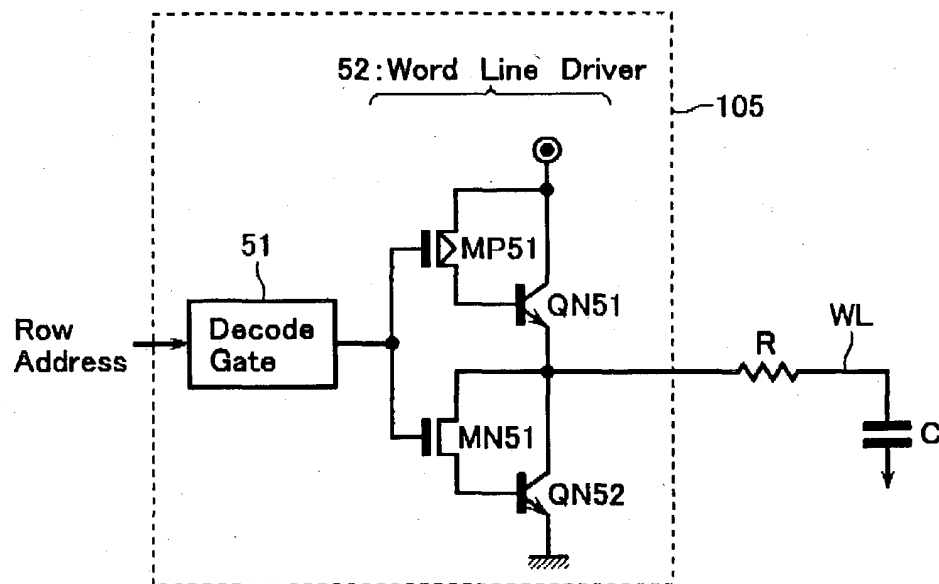 52:Word Line Driver
105
51
MP51
QN51
Row
Address
Decode
Gate
WL
R
MN51
C
QN52